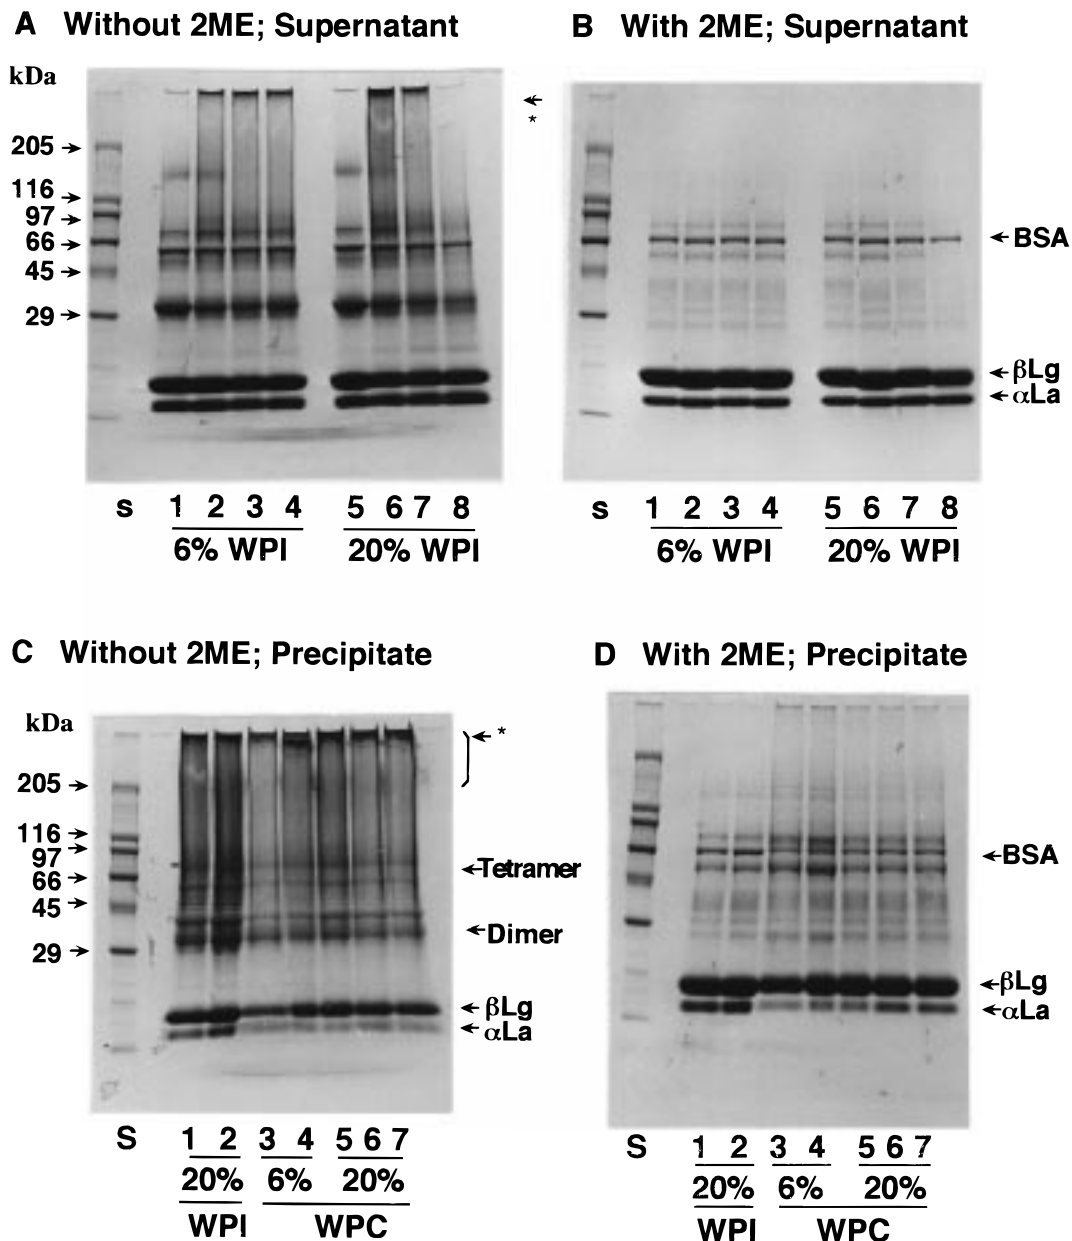 A Without 2ME; Supernatant
B With 2ME; Supernatant
kDa
205
116
97
66
45
29
*
BSA
βLg
αLa
s 1 2 3 4 5 6 7 8
6% WPI 20% WPI
s 1 2 3 4 5 6 7 8
6% WPI 20% WPI
C Without 2ME; Precipitate
D With 2ME; Precipitate
kDa
205
116
97
66
45
29
*
Tetramer
Dimer
βLg
αLa
BSA
βLg
αLa
S 1 2 3 4 5 6 7
20% 6% 20%
WPI WPC
S 1 2 3 4 5 6 7
20% 6% 20%
WPI WPC